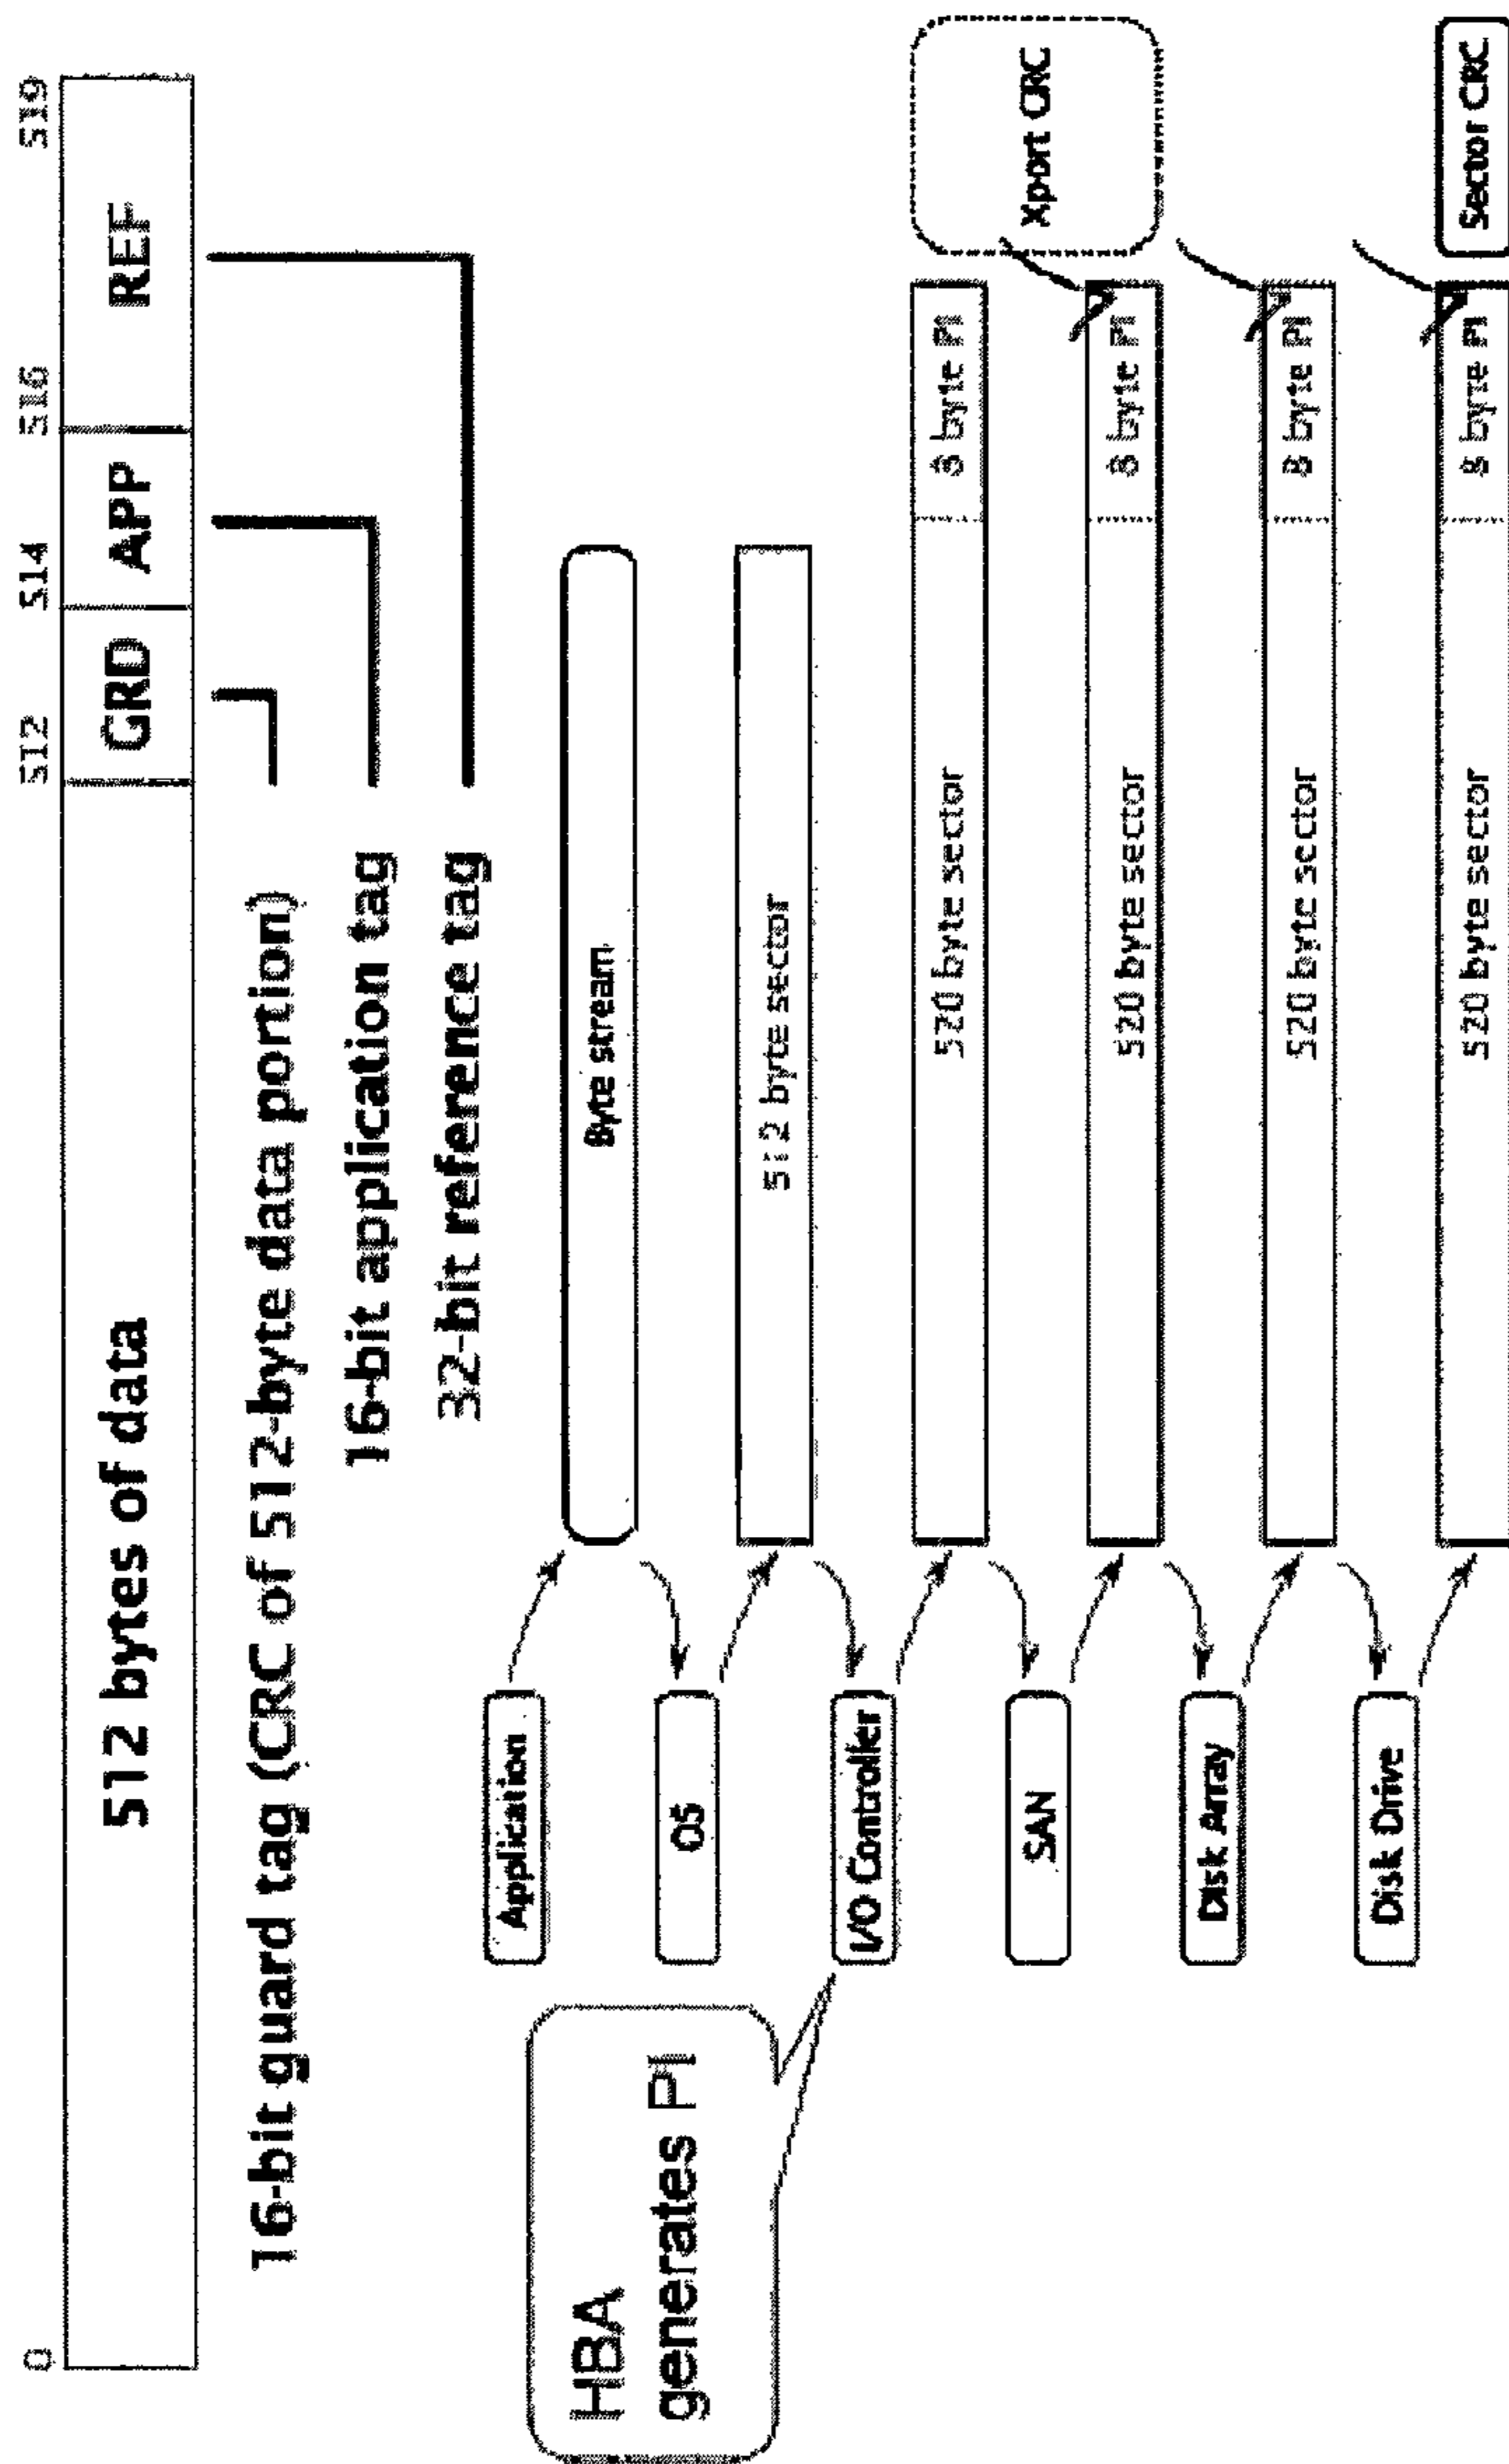 0 512 514 516 519
512 bytes of data GRD APP REF
16-bit guard tag (CRC of 512-byte data portion)
16-bit application tag
32-bit reference tag
Application
Byte stream
OS
512 byte sector
HBA
generates PI
I/O Controller
520 byte sector 8 byte PI
Xport CRC
SAN
520 byte sector 8 byte PI
Disk Array
520 byte sector 8 byte PI
Disk Drive
520 byte sector 8 byte PI
Sector CRC